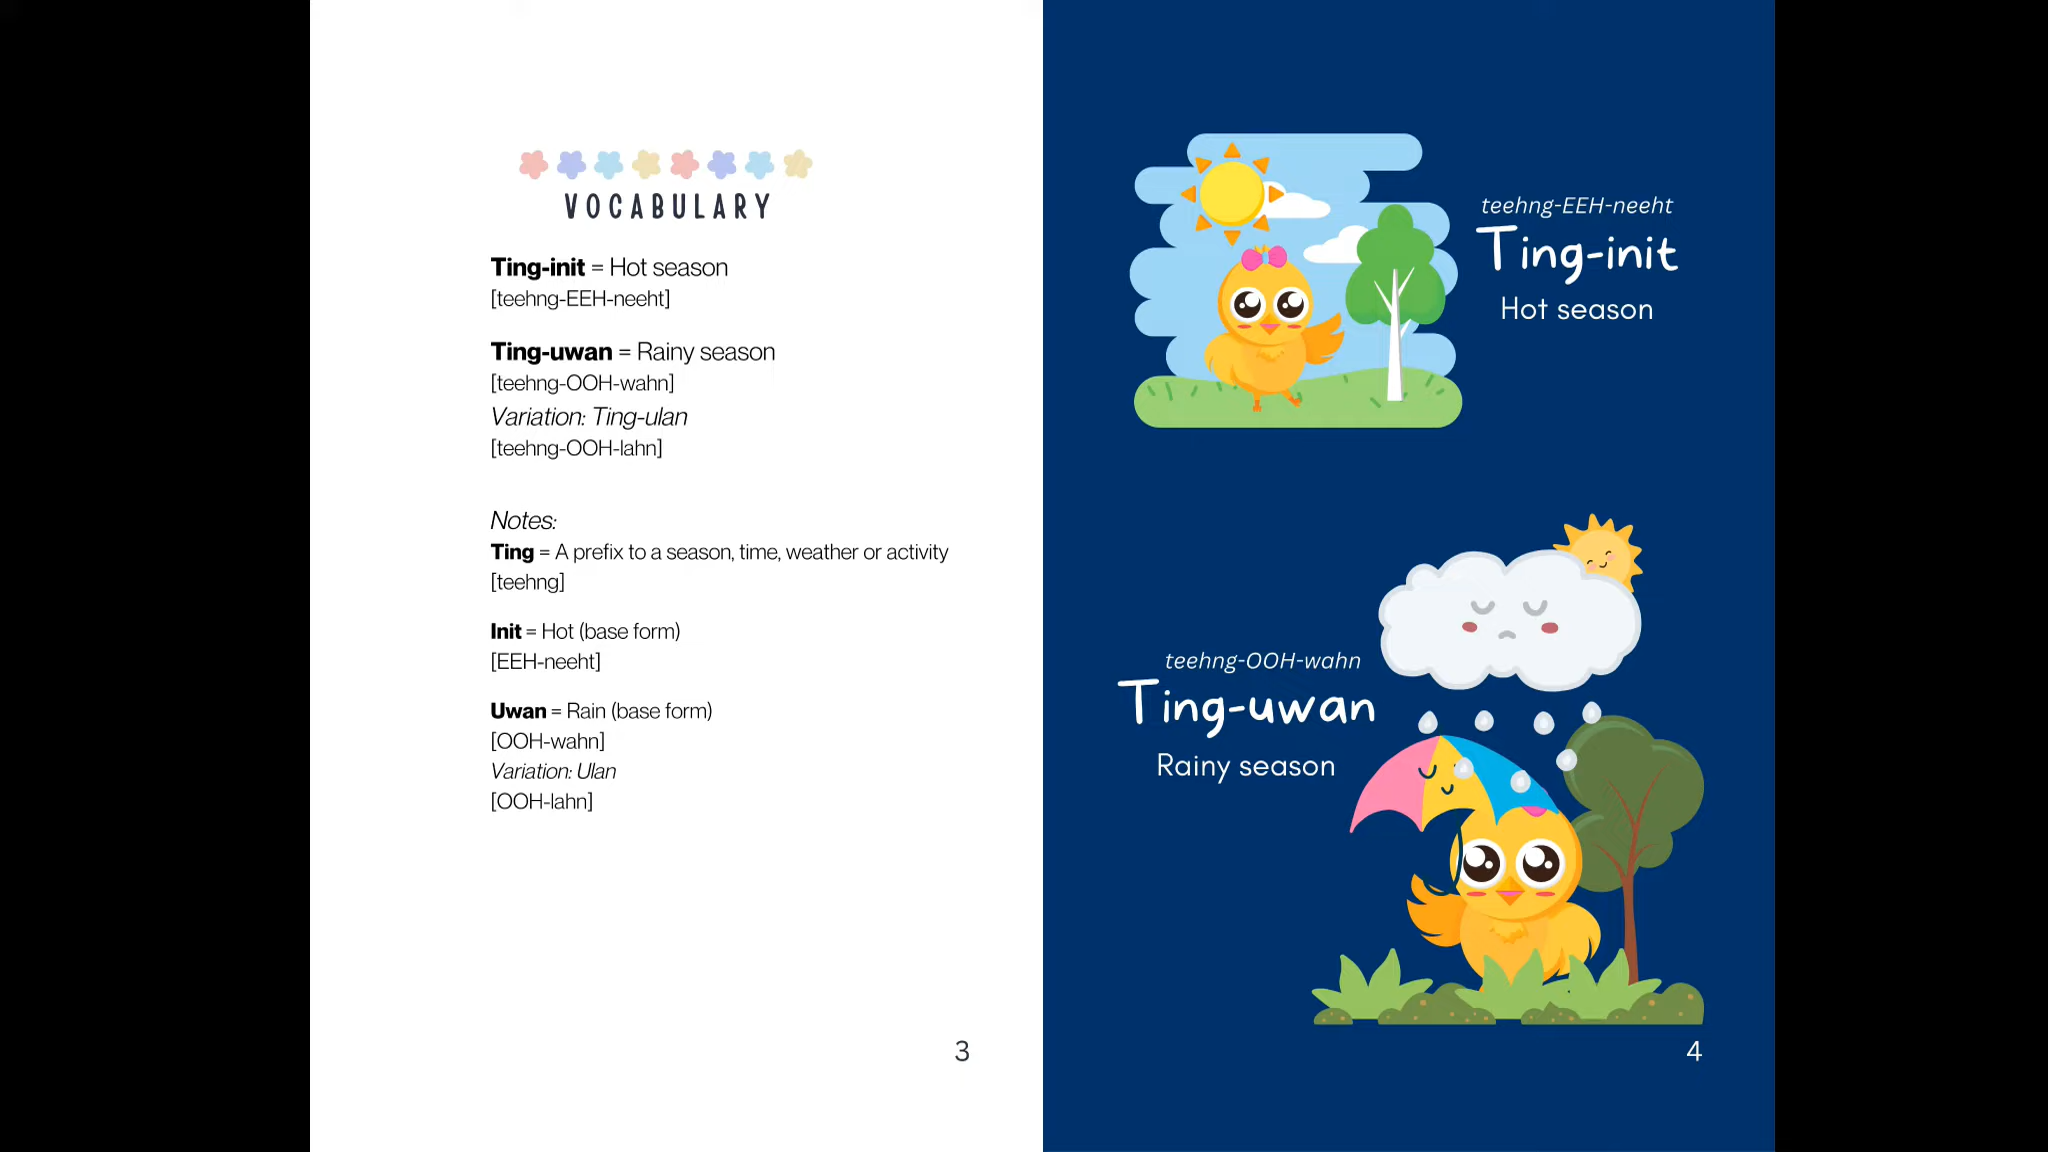 VOCABULARY
Ting-init = Hot season
[teehng-EEH-neeht]
Ting-uwan = Rainy season
[teehng-OOH-wahn]
Variation: Ting-ulan
[teehng-OOH-lahn]
Notes:
Ting = A prefix to a season, time, weather or activity
[teehng]
Init = Hot (base form)
[EEH-neeht]
Uwan = Rain (base form)
[OOH-wahn]
Variation: Ulan
[OOH-lahn]
3
teehng-EEH-neeht
Ting-init
Hot season
teehng-OOH-wahn
Ting-uwan
Rainy season
4